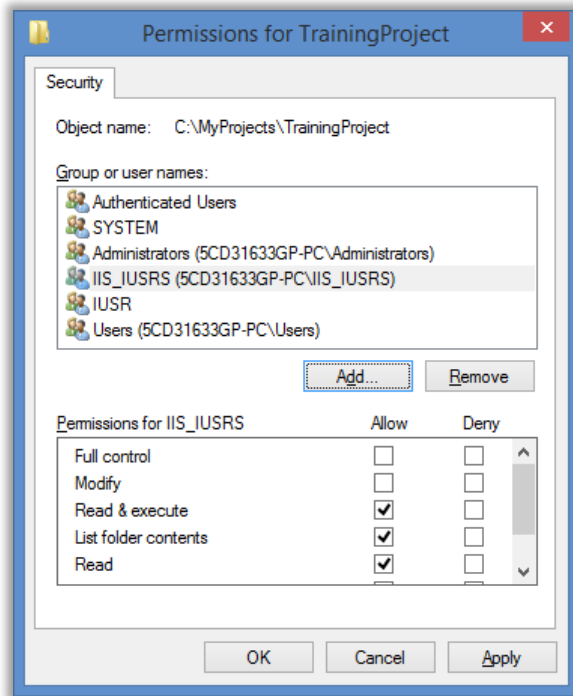 Permissions for TrainingProject
Security
Object name: C:\MyProjects\TrainingProject
Group or user names:
Authenticated Users
SYSTEM
Administrators (5CD31633GP-PC\Administrators)
IIS_IUSRS (5CD31633GP-PC\IIS_IUSRS)
IUSR
Users (5CD31633GP-PC\Users)
Add... Remove
Permissions for IIS_IUSRS Allow Deny
Full control
Modify
Read & execute
List folder contents
Read
OK Cancel Apply